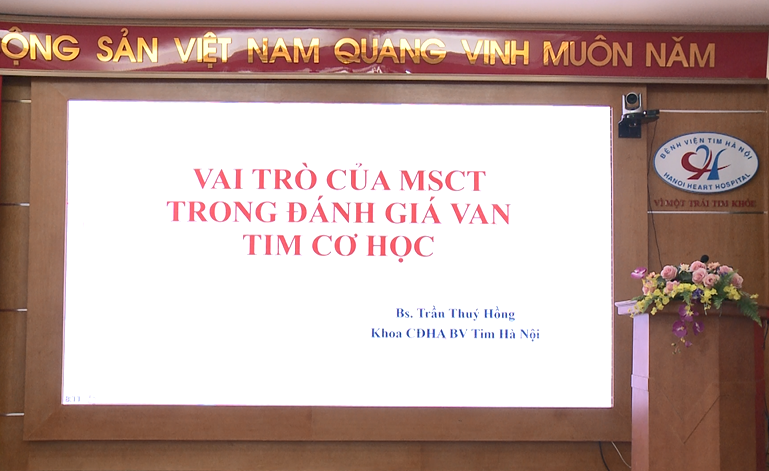 ỘNG SẢN VIỆT NAM QUANG VINH MUÔN NĂM
VAI TRÒ CỦA MSCT
TRONG ĐÁNH GIÁ VAN
TIM CƠ HỌC
Bs. Trần Thuý Hồng
Khoa CĐHA BV Tim Hà Nội
BỆNH VIỆN TIM HÀ NỘI
HANOI HEART HOSPITAL
VÌ MỘT TRÁI TIM KHỎE